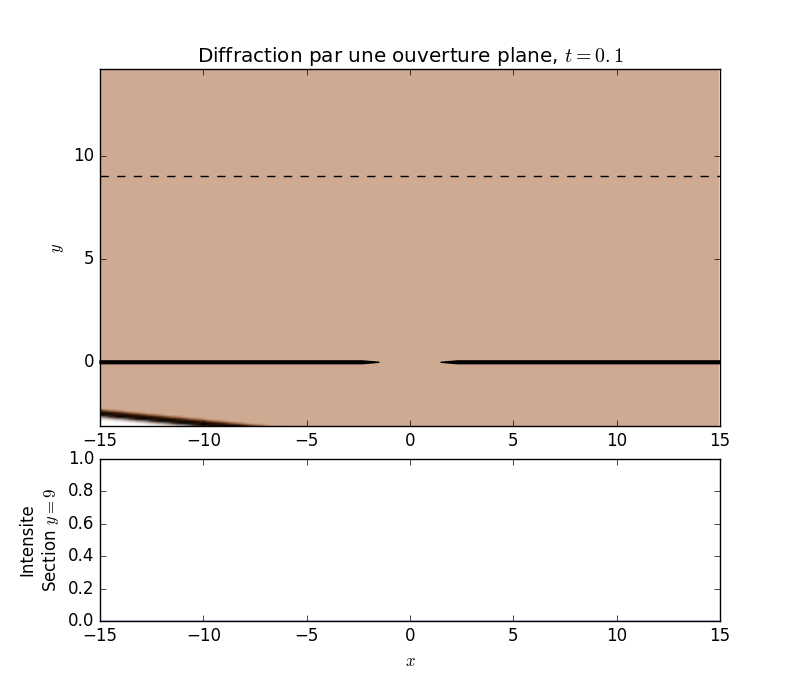 Diffraction par une ouverture plane, t = 0.1
10
5
0
y
−15 −10 −5 0 5 10 15
1.0
0.8
0.6
0.4
0.2
0.0
Intensite
Section y = 9
−15 −10 −5 0 5 10 15
x